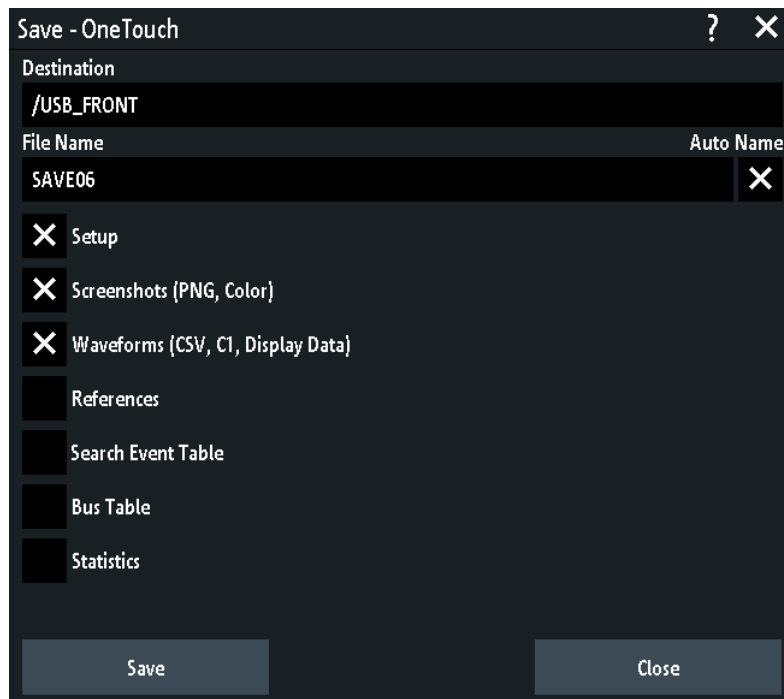 Save - OneTouch ?
Destination
/USB_FRONT
File Name Auto Name
SAVE06
Setup
Screenshots (PNG, Color)
Waveforms (CSV, C1, Display Data)
References
Search Event Table
Bus Table
Statistics
Save Close